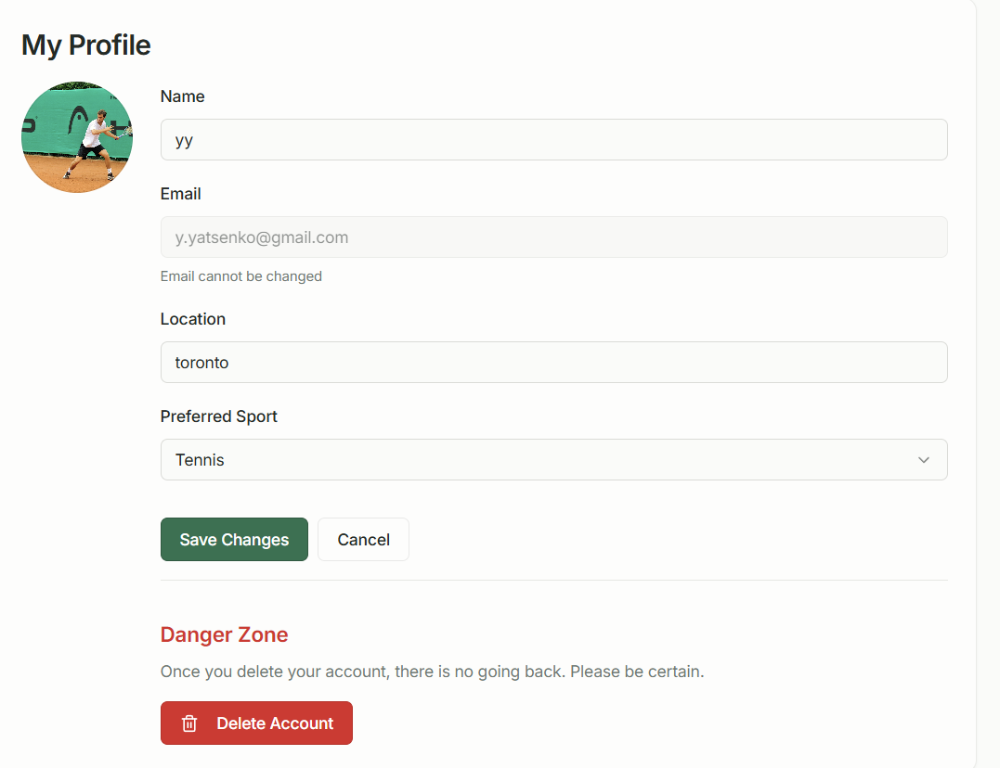 My Profile
Name
yy
Email
y.yatsenko@gmail.com
Email cannot be changed
Location
toronto
Preferred Sport
Tennis
Save Changes
Cancel
Danger Zone
Once you delete your account, there is no going back. Please be certain.
Delete Account